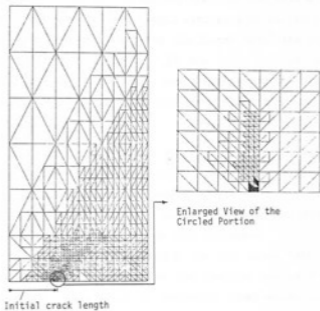 Enlarged View of the
Circled Portion
Initial crack length